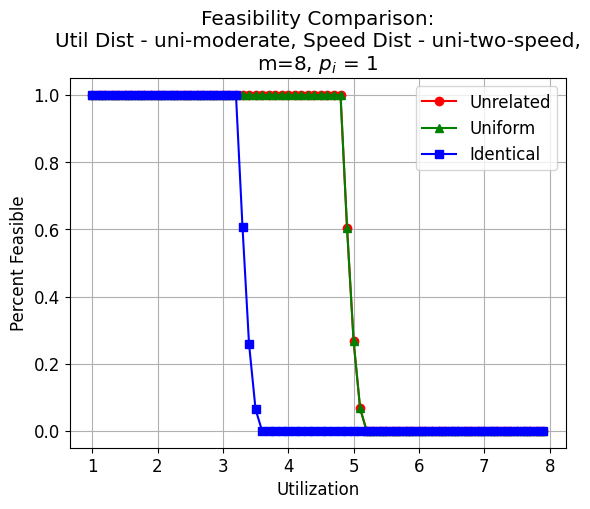 Feasibility Comparison:
Util Dist - uni-moderate, Speed Dist - uni-two-speed,
m=8, pᵢ = 1
Unrelated
Uniform
Identical
Percent Feasible
1.0
0.8
0.6
0.4
0.2
0.0
1 2 3 4 5 6 7 8
Utilization